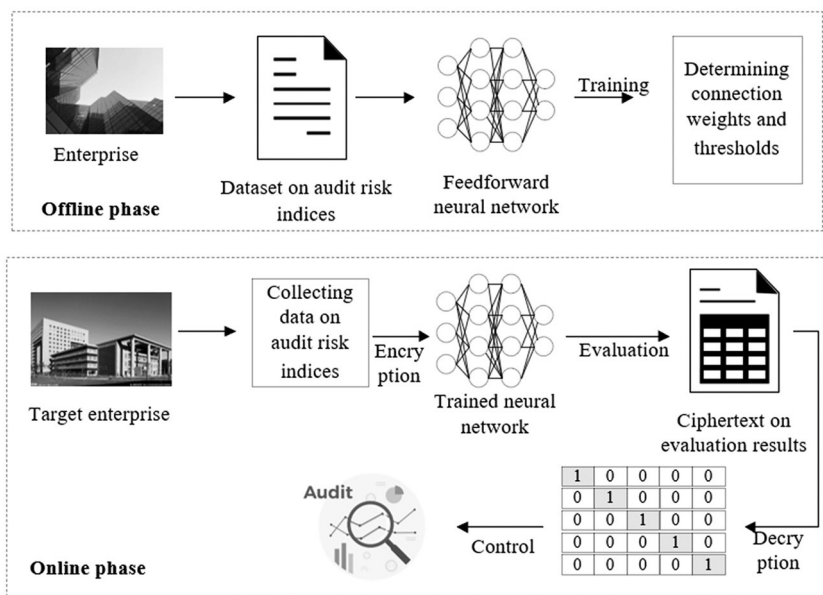 Enterprise
Offline phase
Dataset on audit risk
indices
Feedforward
neural network
Training
Determining
connection
weights and
thresholds
Target enterprise
Collecting
data on
audit risk
indices
Encry
ption
Trained neural
network
Evaluation
Ciphertext on
evaluation results
Decry
ption
1 0 0 0 0
0 1 0 0 0
0 0 1 0 0
0 0 0 1 0
0 0 0 0 1
Control
Audit
Online phase